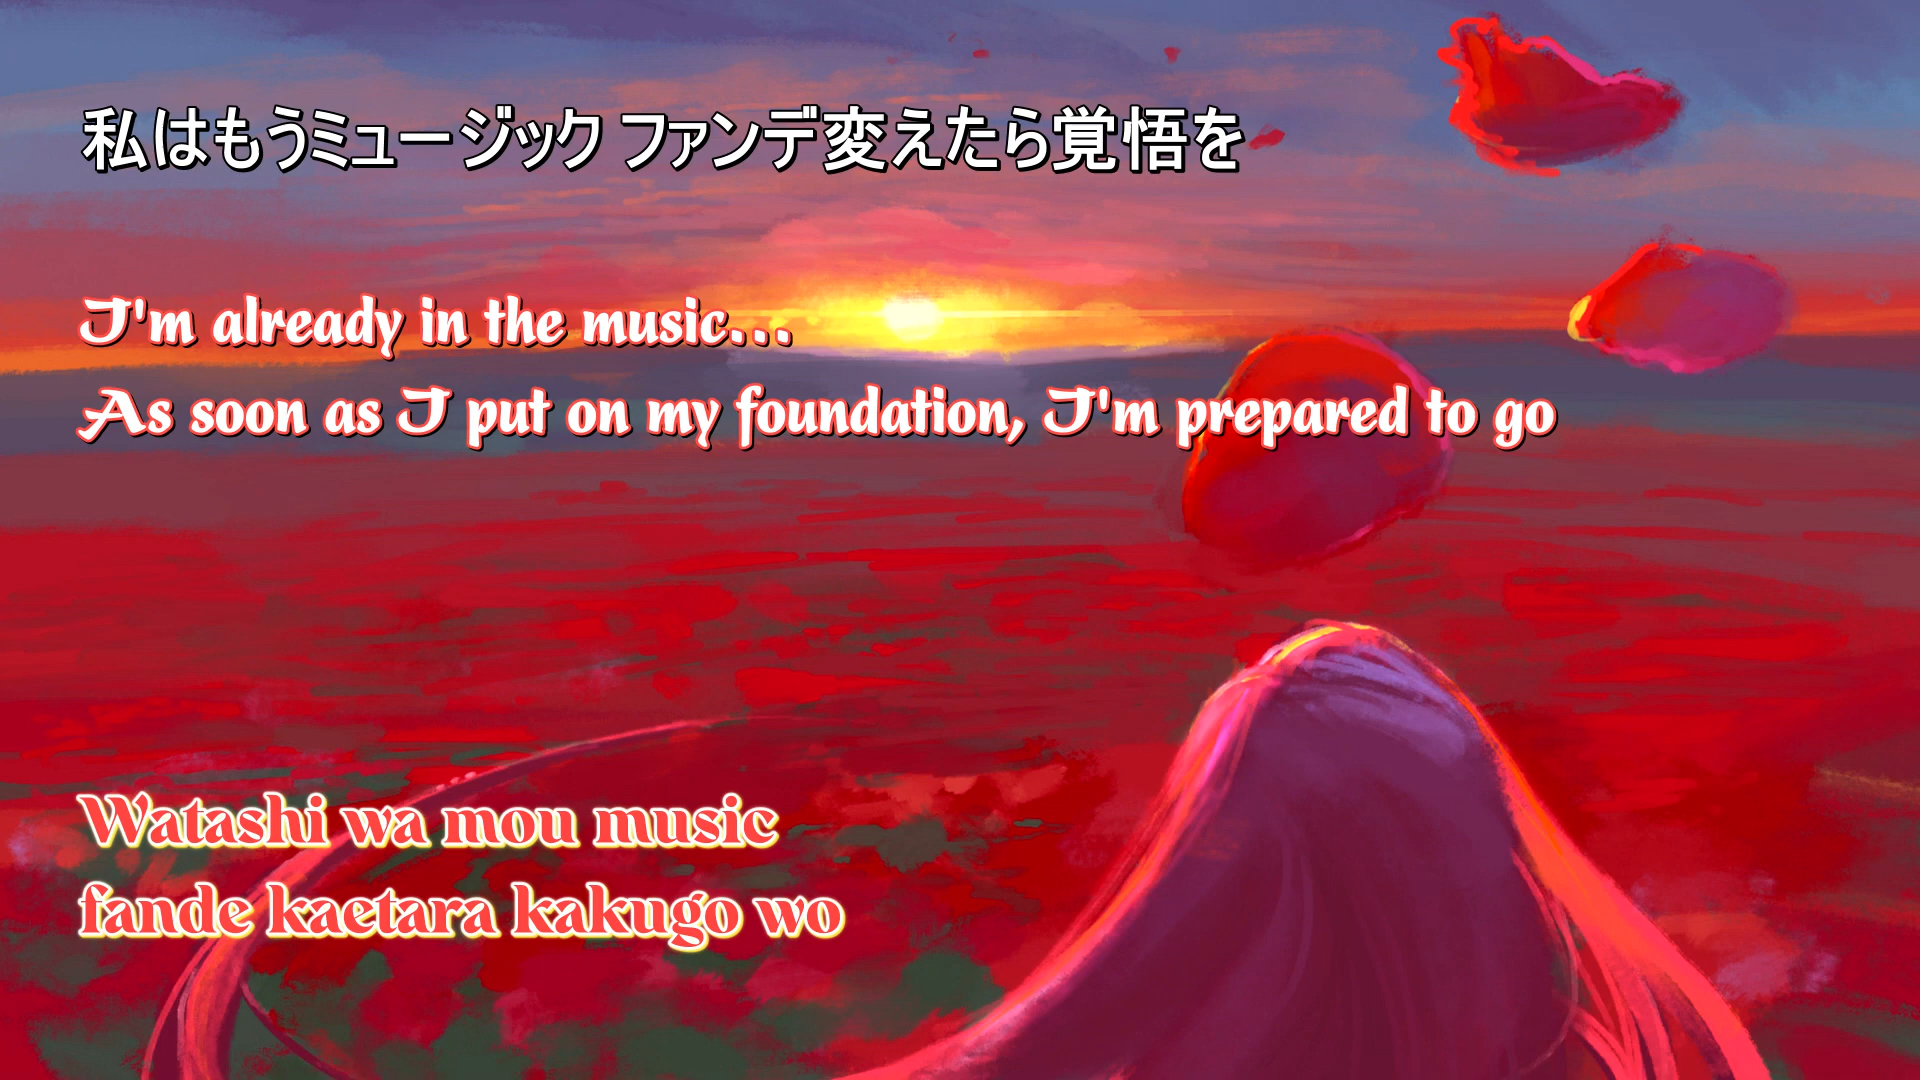 私はもうミュージック ファンデ変えたら覚悟を
I'm already in the music...
As soon as I put on my foundation, I'm prepared to go
Watashi wa mou music
fande kaetara kakugo wo